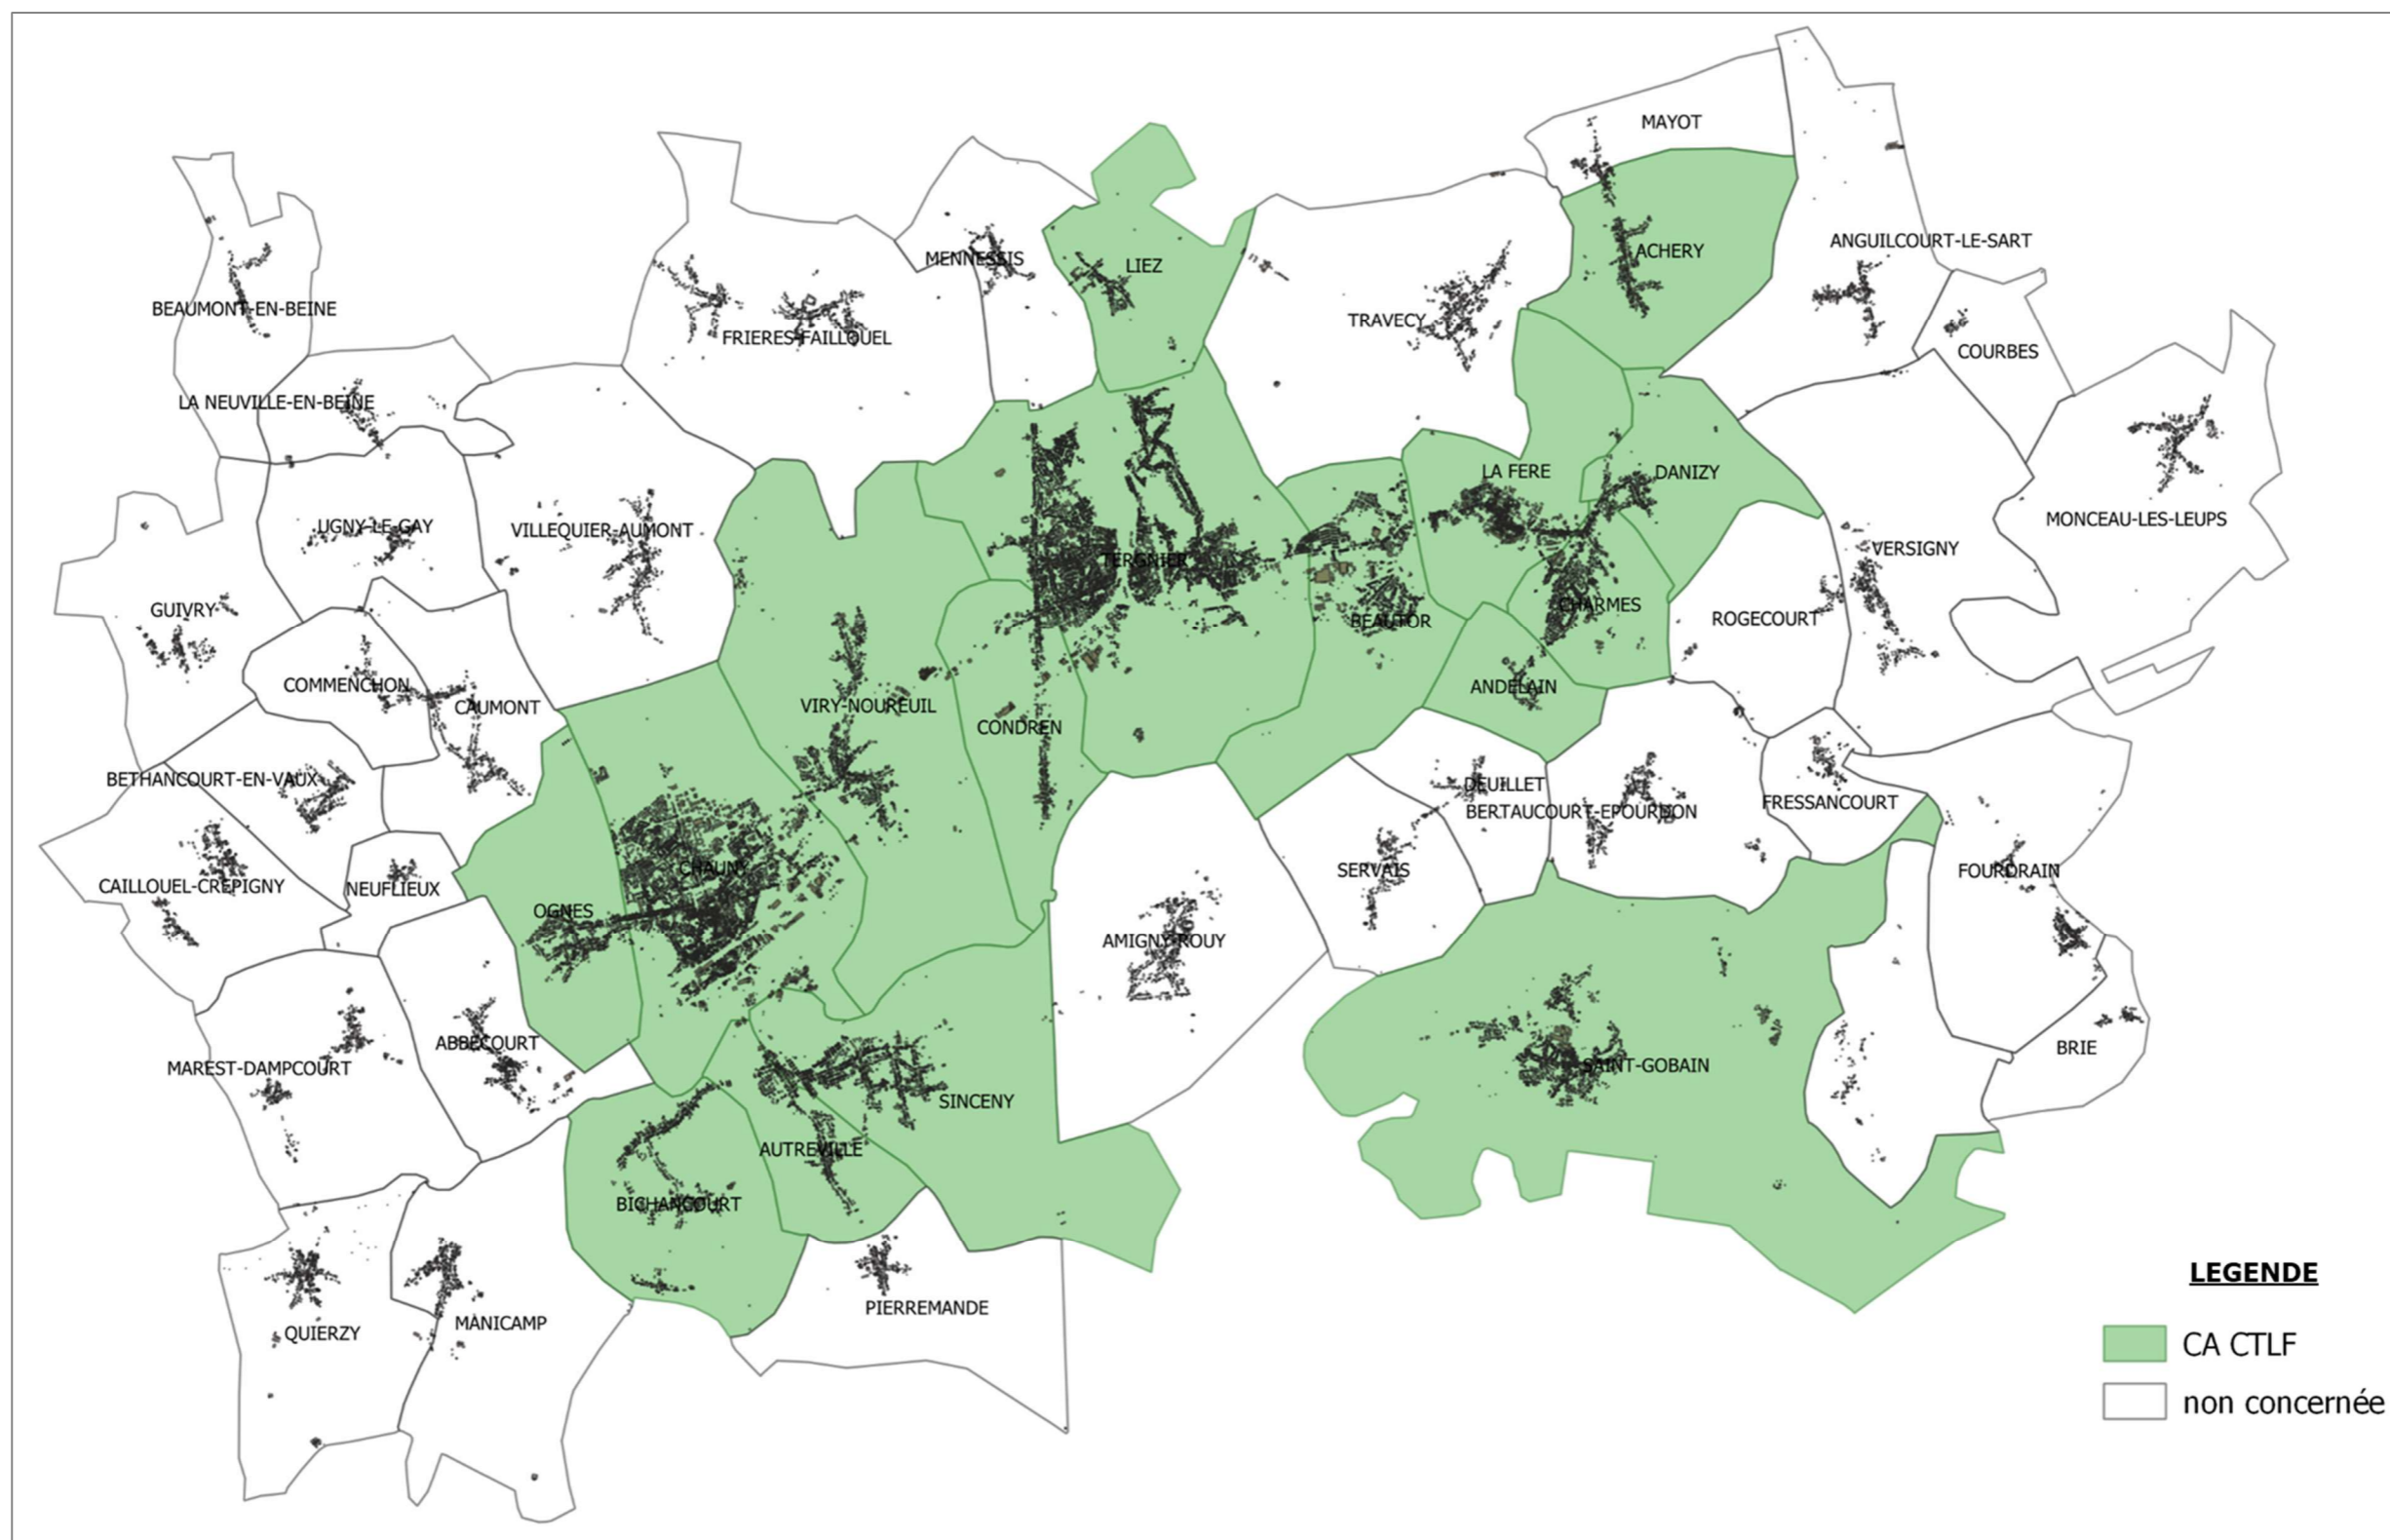 MAYOT
ANGUILCOURT-LE-SART
ACHERY
MENNESSIS
LIEZ
BEAUMONT-EN-BEINE
TRAVECY
FRIERES-FAILLOUEL
COURBES
LA NEUVILLE-EN-BEINE
LA FERE
DANIZY
MONCEAU-LES-LEUPS
UGNY-LE-GAY
VILLEQUIER-AUMONT
VERSIGNY
TERGNIER
GUIVRY
CHARMES
ROGECOURT
BEAUTOR
COMMENCHON
ANDELAIN
CAUMONT
VIRY-NOUREUIL
CONDREN
BETHANCOURT-EN-VAUX
DEUILLET
FRESSANCOURT
BERTAUCOURT-EPOURDON
CHAUNY
SERVAIS
FOURDRAIN
CAILLOUEL-CREPIGNY
NEUFLIEUX
OGNES
AMIGNY-ROUY
ABBECOURT
BRIE
MAREST-DAMPCOURT
SAINT-GOBAIN
SINCENY
AUTREVILLE
BICHANCOURT
PIERREMANDE
MANICAMP
QUIERZY
LEGENDE
CA CTLF
non concernée